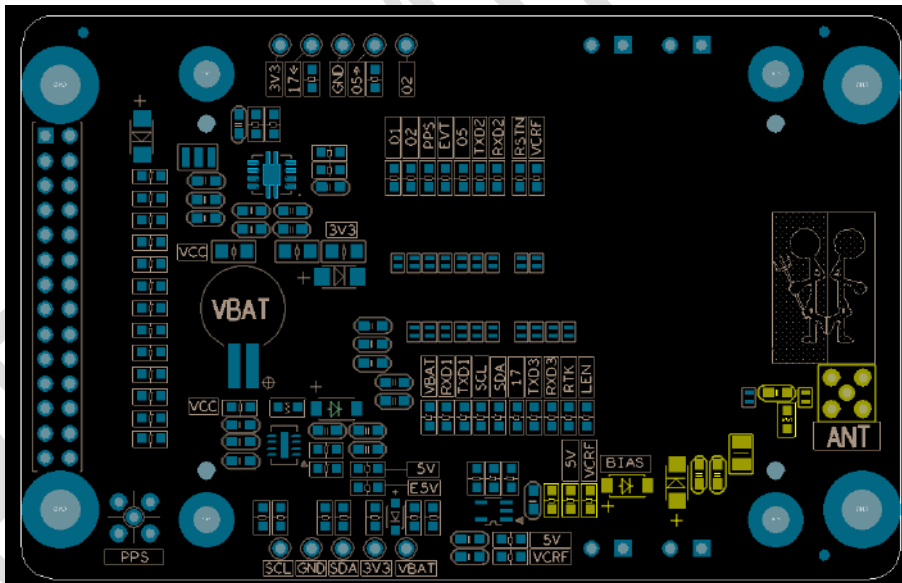 3V3
17
GND
05
02
01
02
PPS
EVT
05
TXD2
RXD2
RSTN
VCRF
3V3
VCC
VBAT
VBAT
RXD1
TXD1
SCL
SDA
17
TXD3
RXD3
RTK
LEN
VCC
ANT
5V
VCRF
BIAS
5V
E5V
5V
VCRF
PPS
SCL
GND
SDA
3V3
VBAT